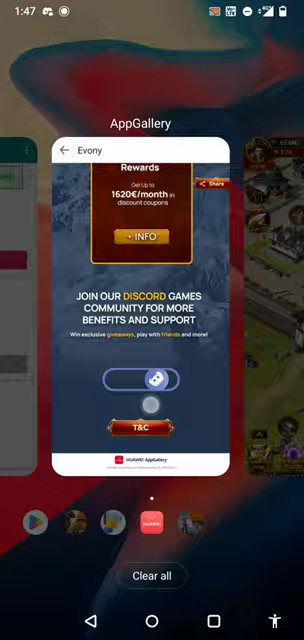 1:47
AppGallery
Evony
Rewards
Share
Get Up to
1620€/month in
discount coupons
+ INFO
JOIN OUR DISCORD GAMES
COMMUNITY FOR MORE
BENEFITS AND SUPPORT
Win exclusive giveaways, play with friends and more!
T&C
HUAWEI AppGallery
HUAWEI
Clear all